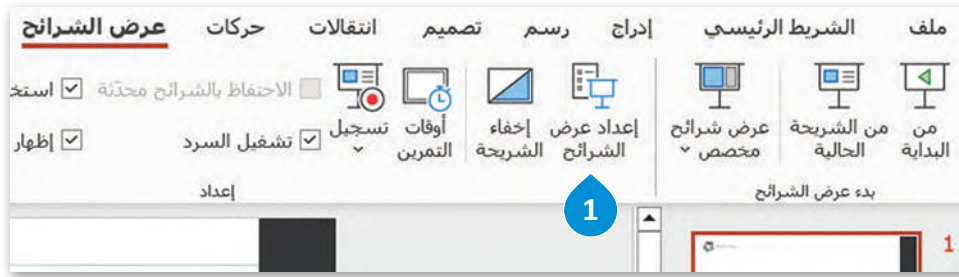 ملف الشريط الرئيسي إدراج رسم تصميم انتقالات حركات عرض الشرائح
من البداية
من الشريحة الحالية
عرض شرائح مخصص
بدء عرض الشرائح
إعداد عرض الشرائح
إخفاء الشريحة
أوقات التمرين
تسجيل
الاحتفاظ بالشرائح محدّثة
تشغيل السرد
إظهار
إعداد
1
1